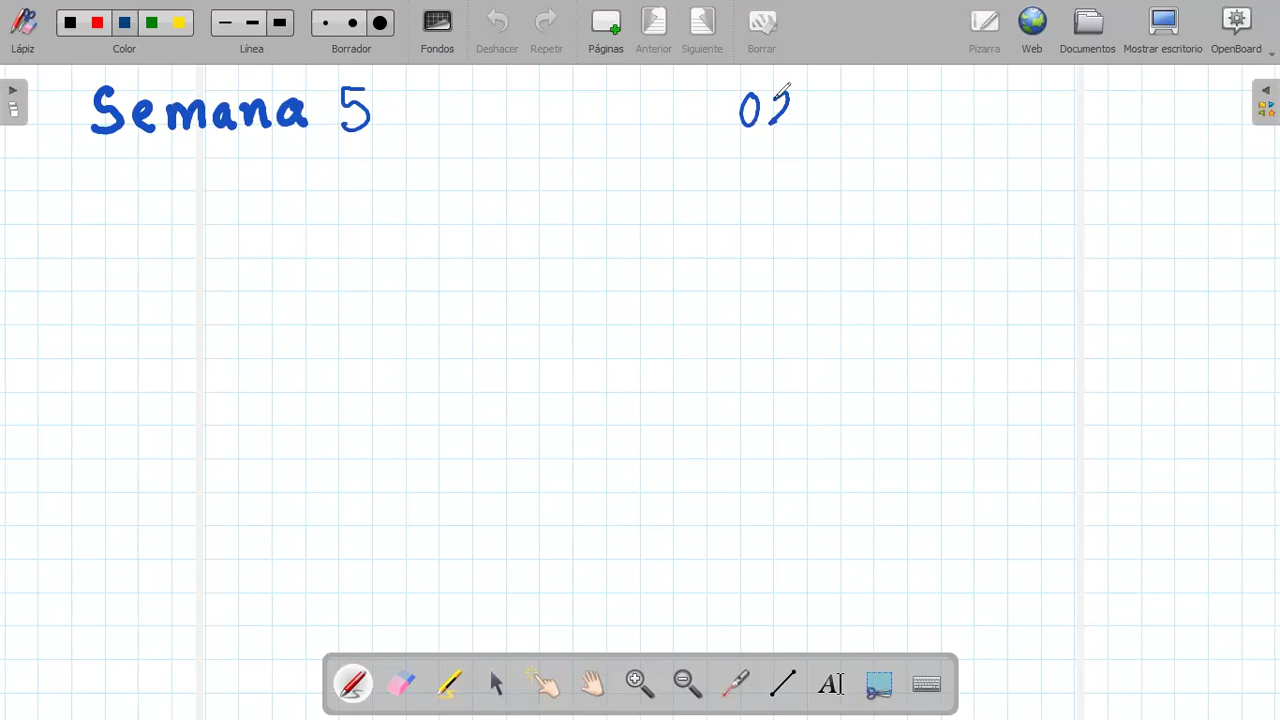 Lápiz Color Línea Borrador Fondos Deshacer Repetir Páginas Anterior Siguiente Borrar Pizarra Web Documentos Mostrar escritorio OpenBoard
Semana 5 02
A